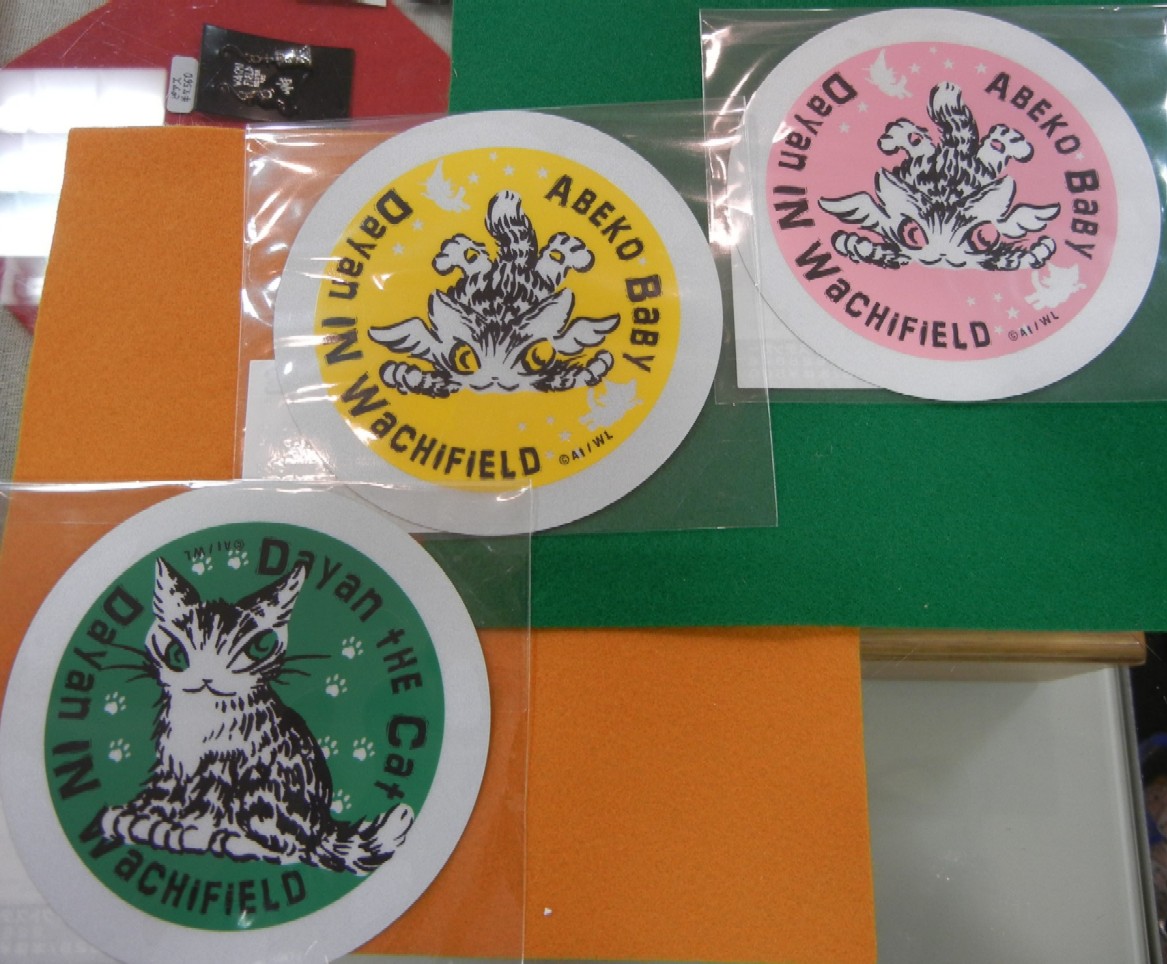 ABEKO BaBY
Dayan IN WaCHiFiELD
©AI/WL
ABEKO BaBY
Dayan IN WaCHiFiELD
©AI/WL
Dayan tHE Cat
Dayan IN WaCHiFiELD
©AI/WL